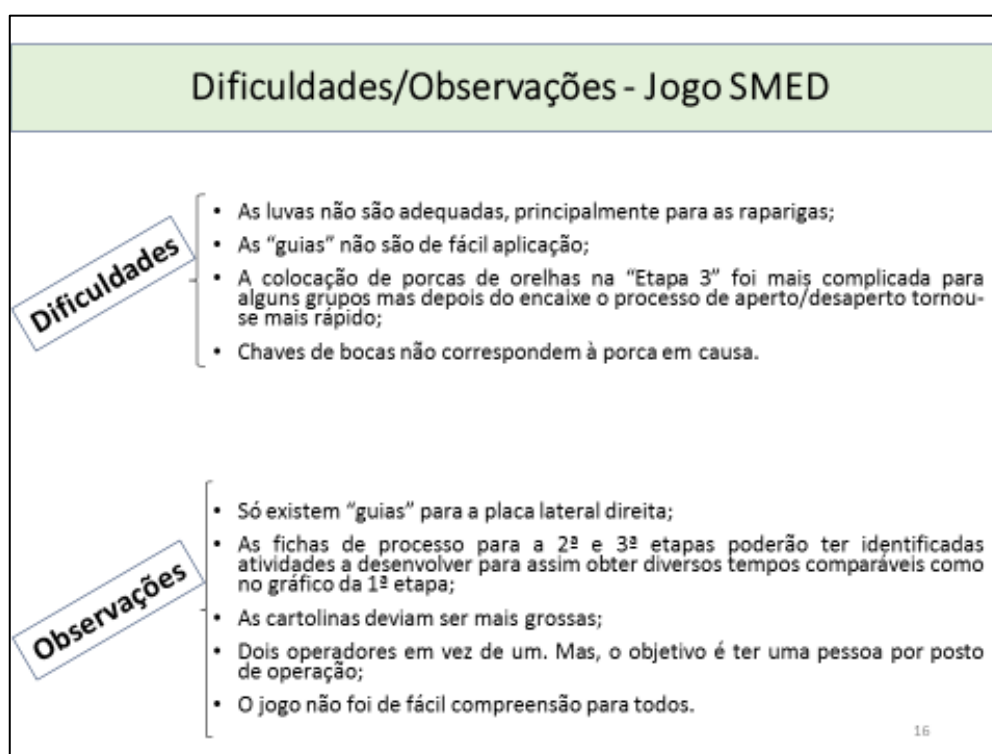 Dificuldades/Observações - Jogo SMED
Dificuldades
• As luvas não são adequadas, principalmente para as raparigas;
• As “guias” não são de fácil aplicação;
• A colocação de porcas de orelhas na “Etapa 3” foi mais complicada para
alguns grupos mas depois do encaixe o processo de aperto/desaperto tornou-
se mais rápido;
• Chaves de bocas não correspondem à porca em causa.
Observações
• Só existem “guias” para a placa lateral direita;
• As fichas de processo para a 2ª e 3ª etapas poderão ter identificadas
atividades a desenvolver para assim obter diversos tempos comparáveis como
no gráfico da 1ª etapa;
• As cartolinas deviam ser mais grossas;
• Dois operadores em vez de um. Mas, o objetivo é ter uma pessoa por posto
de operação;
• O jogo não foi de fácil compreensão para todos.
16